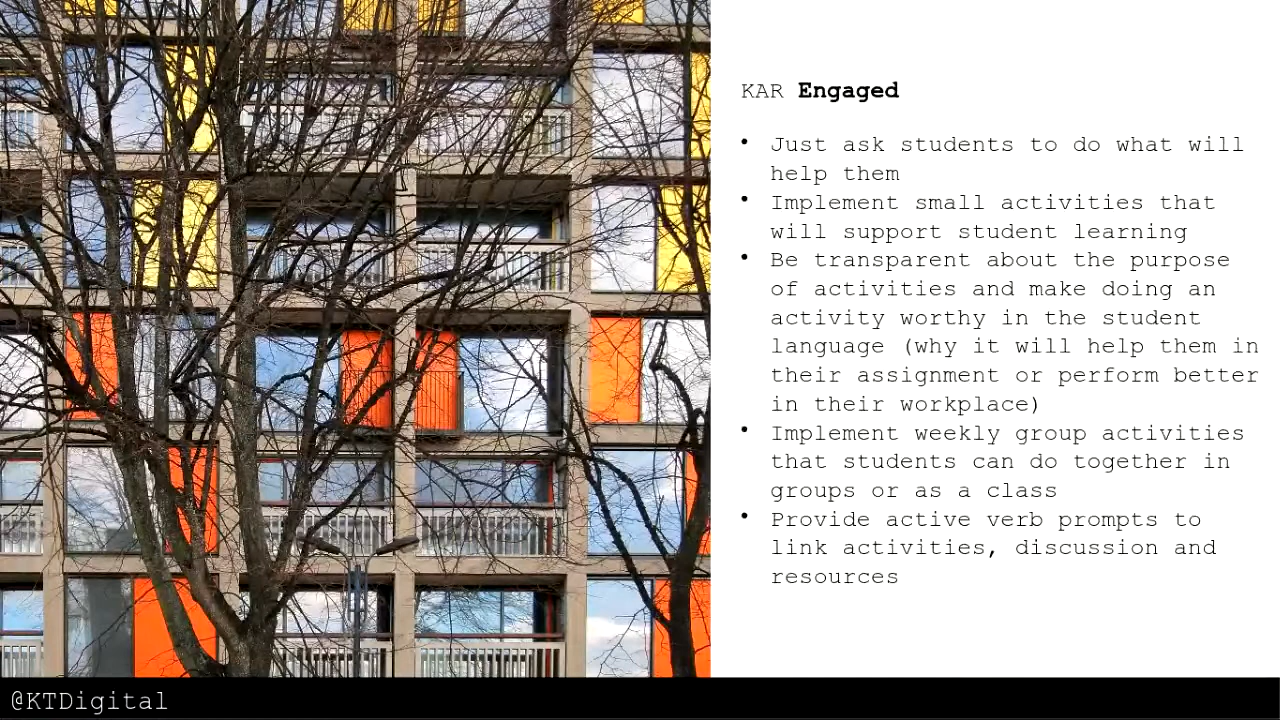 KAR Engaged
• Just ask students to do what will
help them
• Implement small activities that
will support student learning
• Be transparent about the purpose
of activities and make doing an
activity worthy in the student
language (why it will help them in
their assignment or perform better
in their workplace)
• Implement weekly group activities
that students can do together in
groups or as a class
• Provide active verb prompts to
link activities, discussion and
resources
@KTDigital